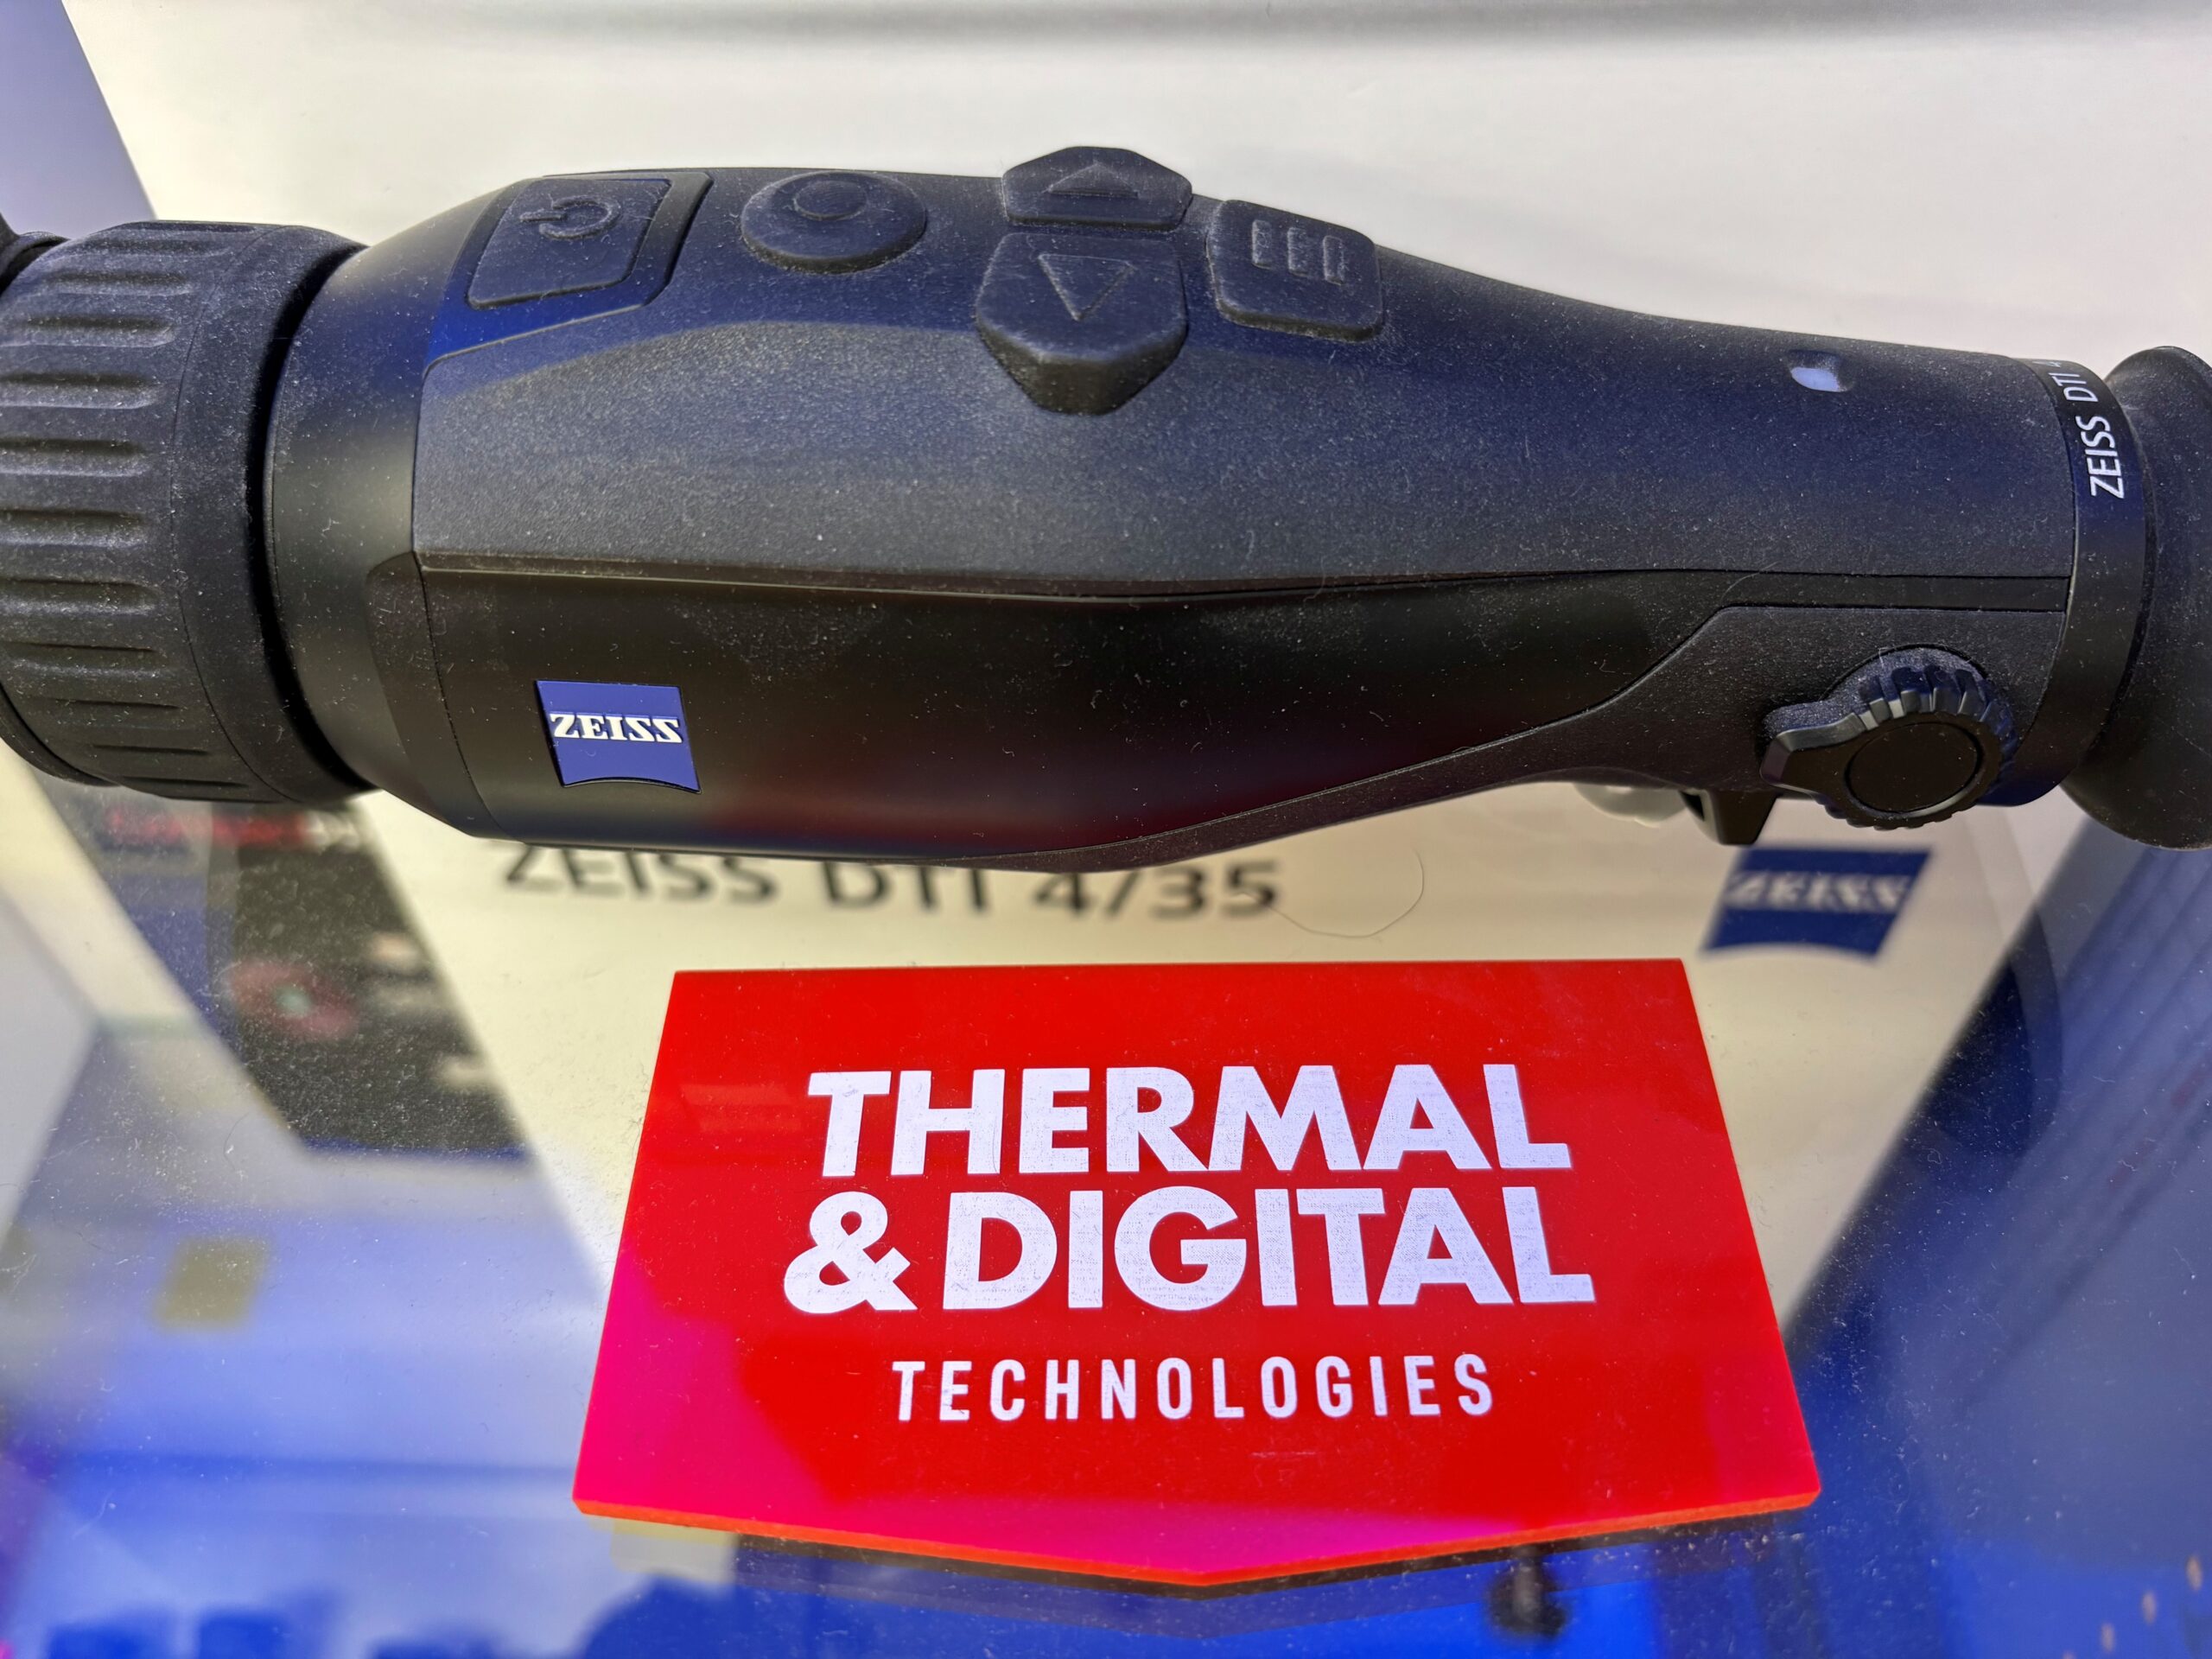 ZEISS DTI
ZEISS
ZEISS DTI 4/35
ZEISS
THERMAL
& DIGITAL
TECHNOLOGIES